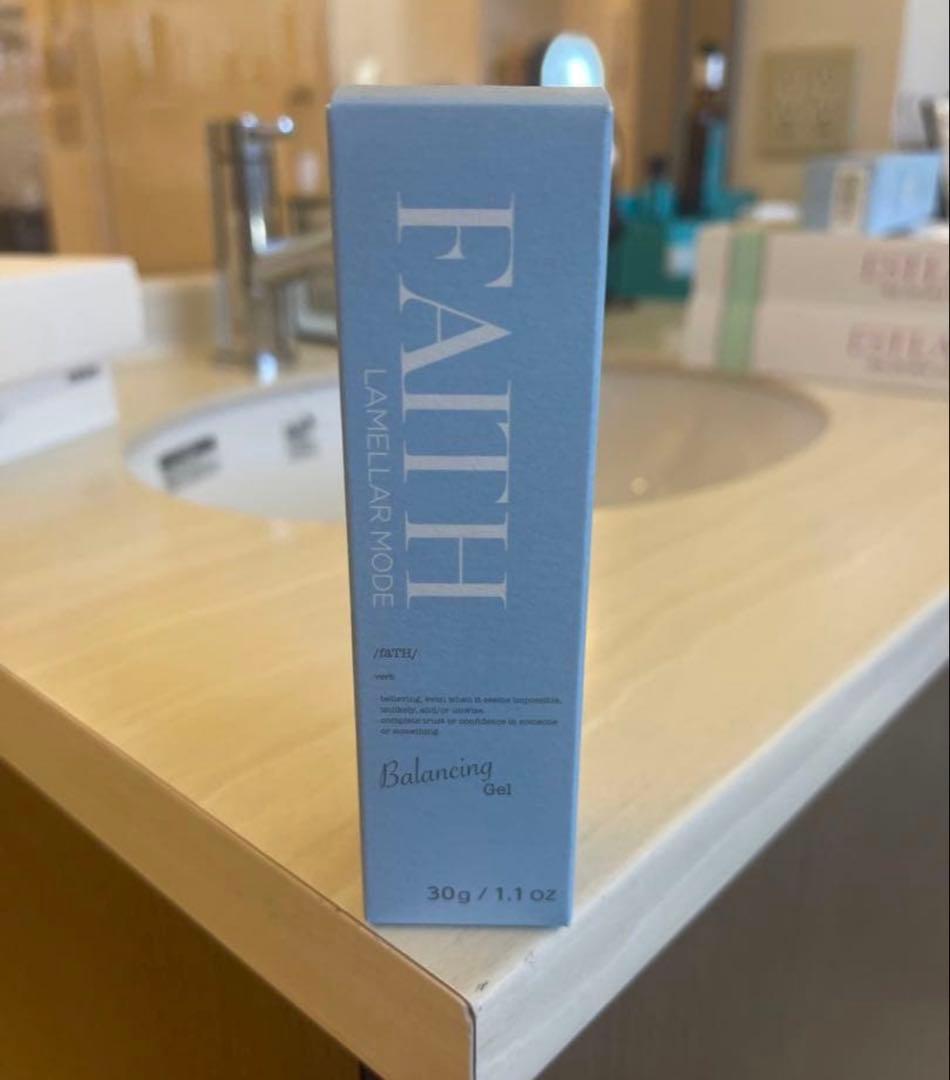 FAITH
LAMELLAR MODE
/fāTH/
verb
believing, even when it seems impossible,
unlikely, and/or unwise.
complete trust or confidence in someone
or something
Balancing
Gel
30g / 1.1 oz